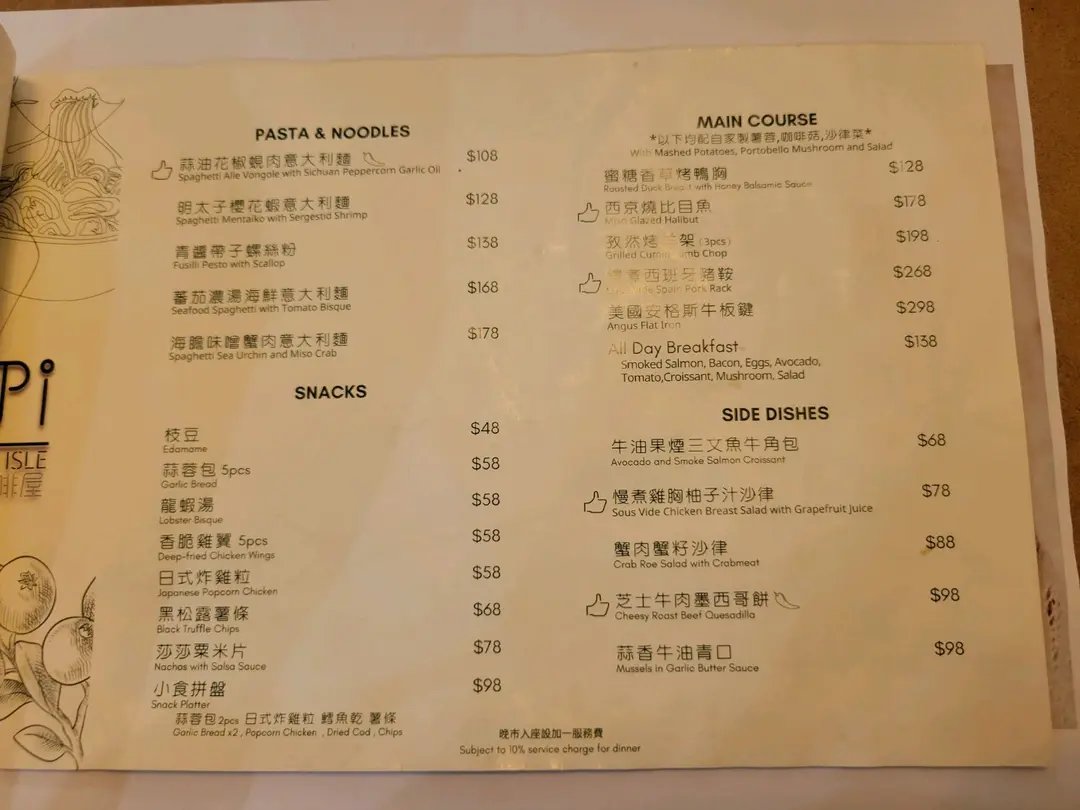 Pi
ISLE
啡屋
PASTA & NOODLES
蒜油花椒蜆肉意大利麵 $108
Spaghetti Alle Vongole with Sichuan Peppercorn Garlic Oil
明太子櫻花蝦意大利麵 $128
Spaghetti Mentaiko with Sergestid Shrimp
青醬帶子螺絲粉 $138
Fusilli Pesto with Scallop
蕃茄濃湯海鮮意大利麵 $168
Seafood Spaghetti with Tomato Bisque
海膽味噌蟹肉意大利麵 $178
Spaghetti Sea Urchin and Miso Crab
SNACKS
枝豆 $48
Edamame
蒜蓉包 5pcs $58
Garlic Bread
龍蝦湯 $58
Lobster Bisque
香脆雞翼 5pcs $58
Deep-fried Chicken Wings
日式炸雞粒 $58
Japanese Popcorn Chicken
黑松露薯條 $68
Black Truffle Chips
莎莎粟米片 $78
Nachos with Salsa Sauce
小食拼盤 $98
Snack Platter
蒜蓉包2pcs 日式炸雞粒 鱈魚乾 薯條
Garlic Bread x2 , Popcorn Chicken , Dried Cod , Chips
MAIN COURSE
*以下均配自家製薯蓉,咖啡菇,沙律菜*
With Mashed Potatoes, Portobello Mushroom and Salad
蜜糖香草烤鴨胸 $128
Roasted Duck Breast with Honey Balsamic Sauce
西京燒比目魚 $178
Miso Glazed Halibut
孜然烤 架 (3pcs) $198
Grilled Cumin Lamb Chop
慢煮西班牙豬鞍 $268
Spain Pork Rack
美國安格斯牛板鍵 $298
Angus Flat Iron
All Day Breakfast $138
Smoked Salmon, Bacon, Eggs, Avocado,
Tomato,Croissant, Mushroom, Salad
SIDE DISHES
牛油果煙三文魚牛角包 $68
Avocado and Smoke Salmon Croissant
慢煮雞胸柚子汁沙律 $78
Sous Vide Chicken Breast Salad with Grapefruit Juice
蟹肉蟹籽沙律 $88
Crab Roe Salad with Crabmeat
芝士牛肉墨西哥餅 $98
Cheesy Roast Beef Quesadilla
蒜香牛油青口 $98
Mussels in Garlic Butter Sauce
晚市入座設加一服務費
Subject to 10% service charge for dinner